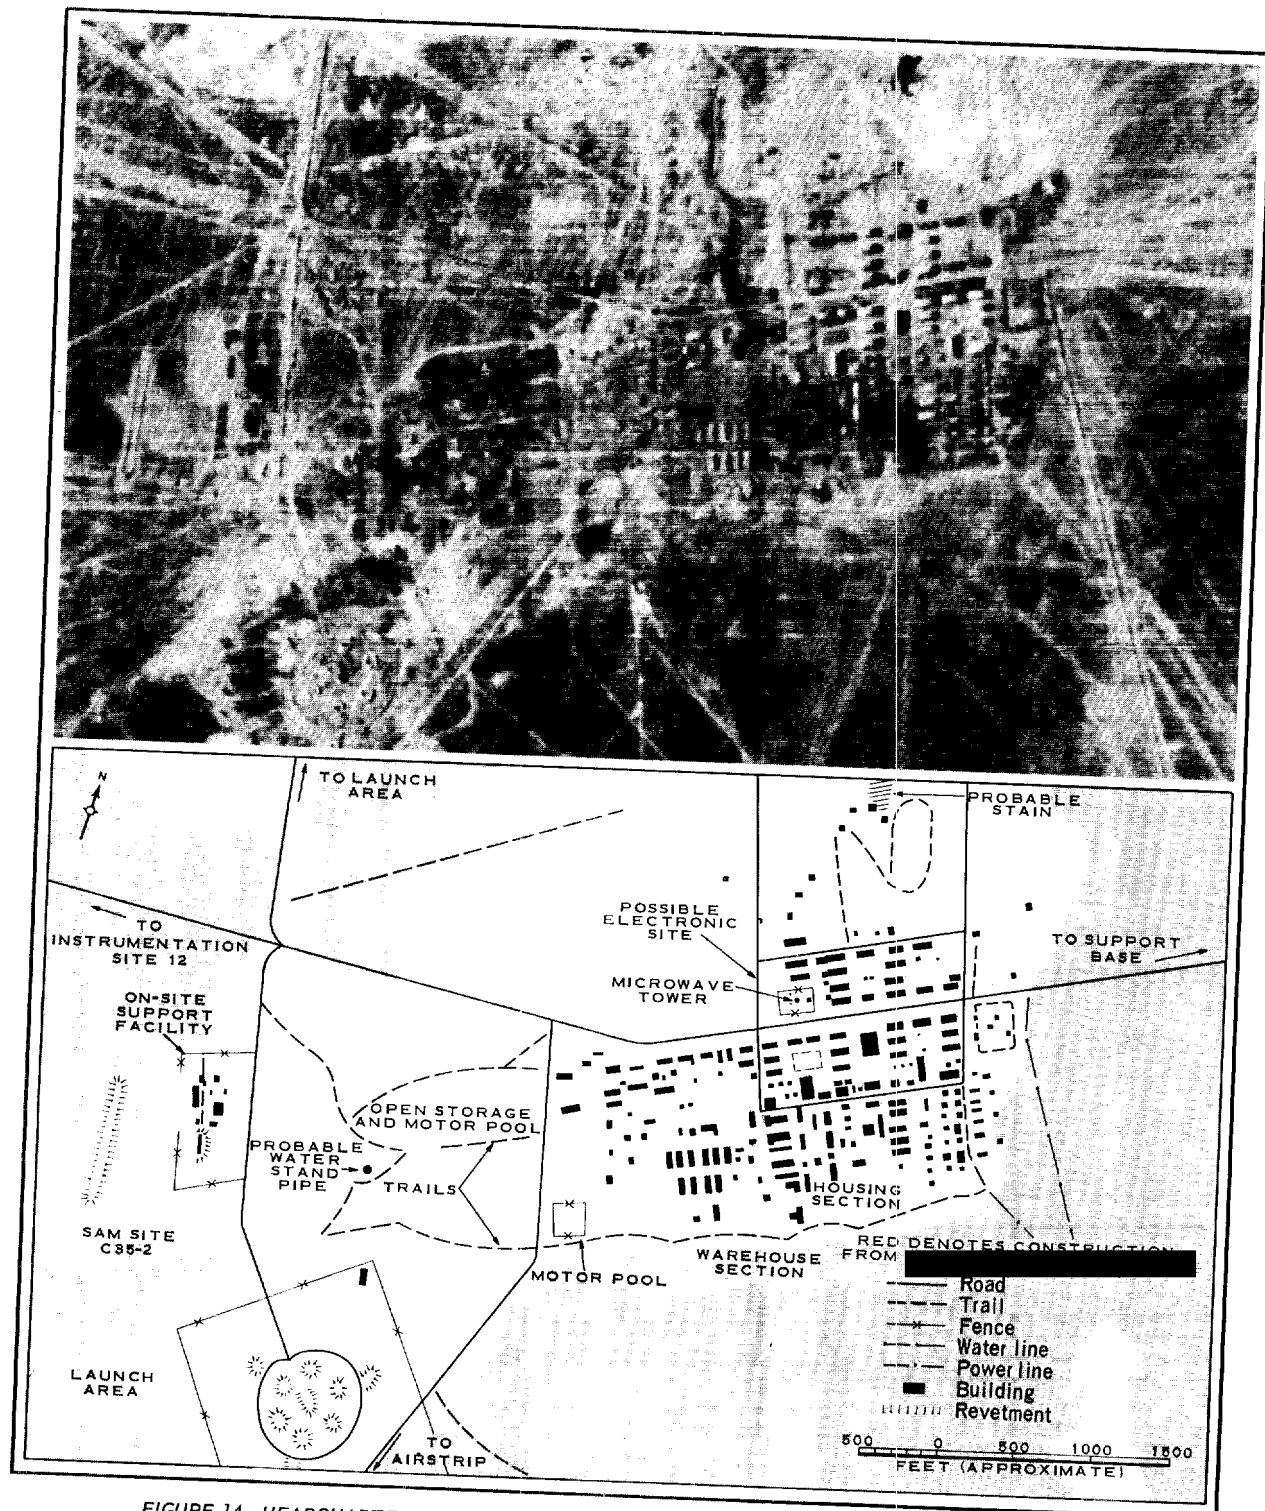 N
TO LAUNCH
AREA
PROBABLE
STAIN
POSSIBLE
ELECTRONIC
SITE
TO
INSTRUMENTATION
SITE 12
TO SUPPORT
BASE
MICROWAVE
TOWER
ON-SITE
SUPPORT
FACILITY
OPEN STORAGE
AND MOTOR POOL
PROBABLE
WATER
STAND
PIPE
TRAILS
HOUSING
SECTION
SAM SITE
C35-2
WAREHOUSE
SECTION
RED DENOTES CONSTRUCTION
FROM
MOTOR POOL
Road
Trail
Fence
Water line
Power line
Building
Revetment
LAUNCH
AREA
TO
AIRSTRIP
500 0 500 1000 1500
FEET (APPROXIMATE)
FIGURE 14.